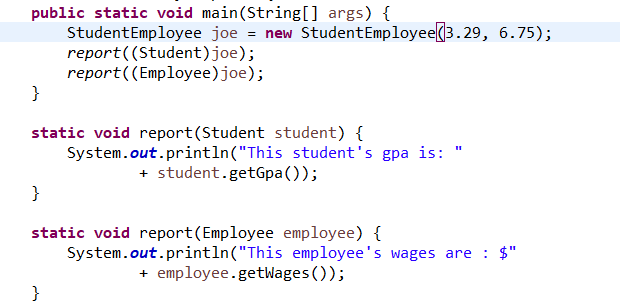 public static void main(String[] args) {
StudentEmployee joe = new StudentEmployee(3.29, 6.75);
report((Student)joe);
report((Employee)joe);
}
static void report(Student student) {
System.out.println("This student's gpa is: "
+ student.getGpa());
}
static void report(Employee employee) {
System.out.println("This employee's wages are : $"
+ employee.getWages());
}